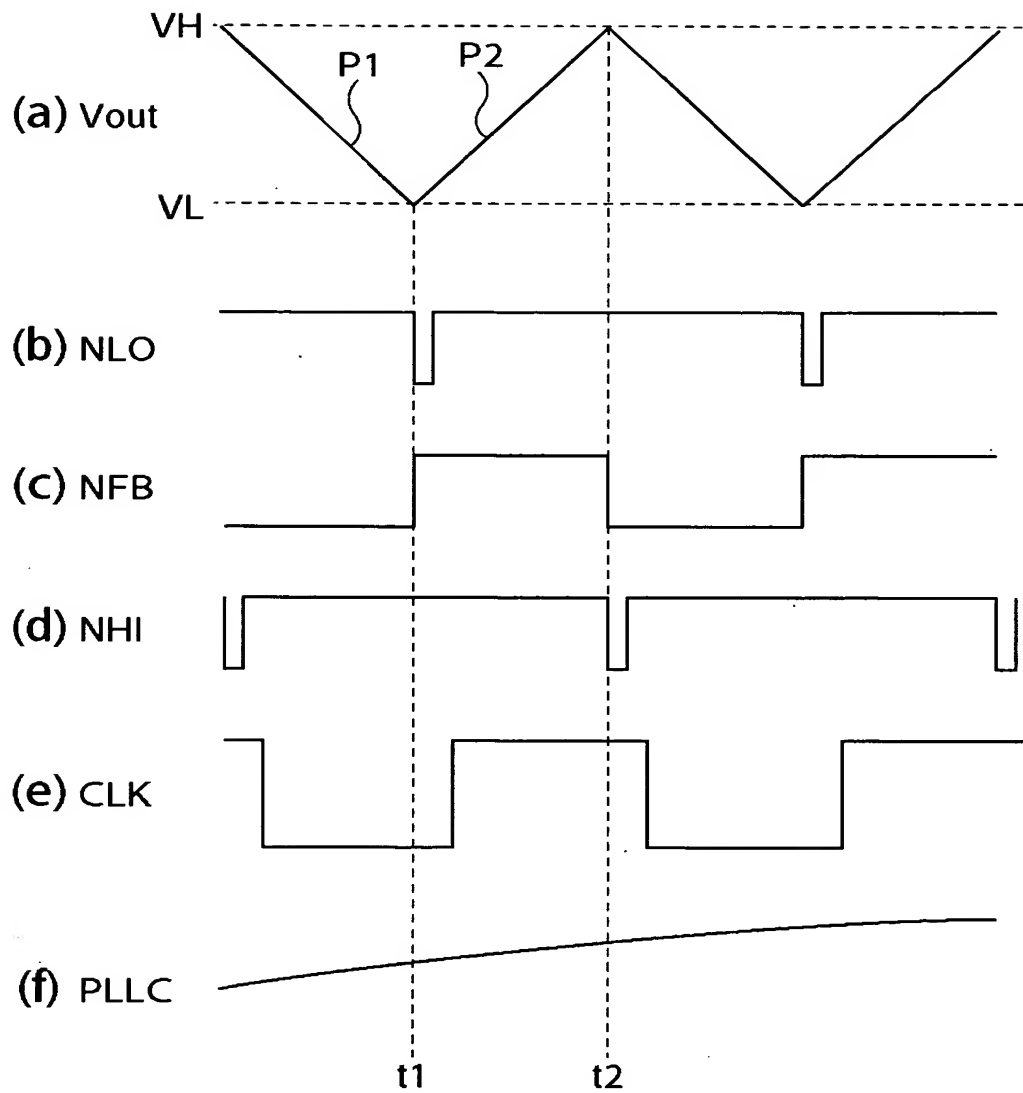 VH
P1 P2
(a) Vout
VL
(b) NLO
(c) NFB
(d) NHI
(e) CLK
(f) PLLC
t1 t2